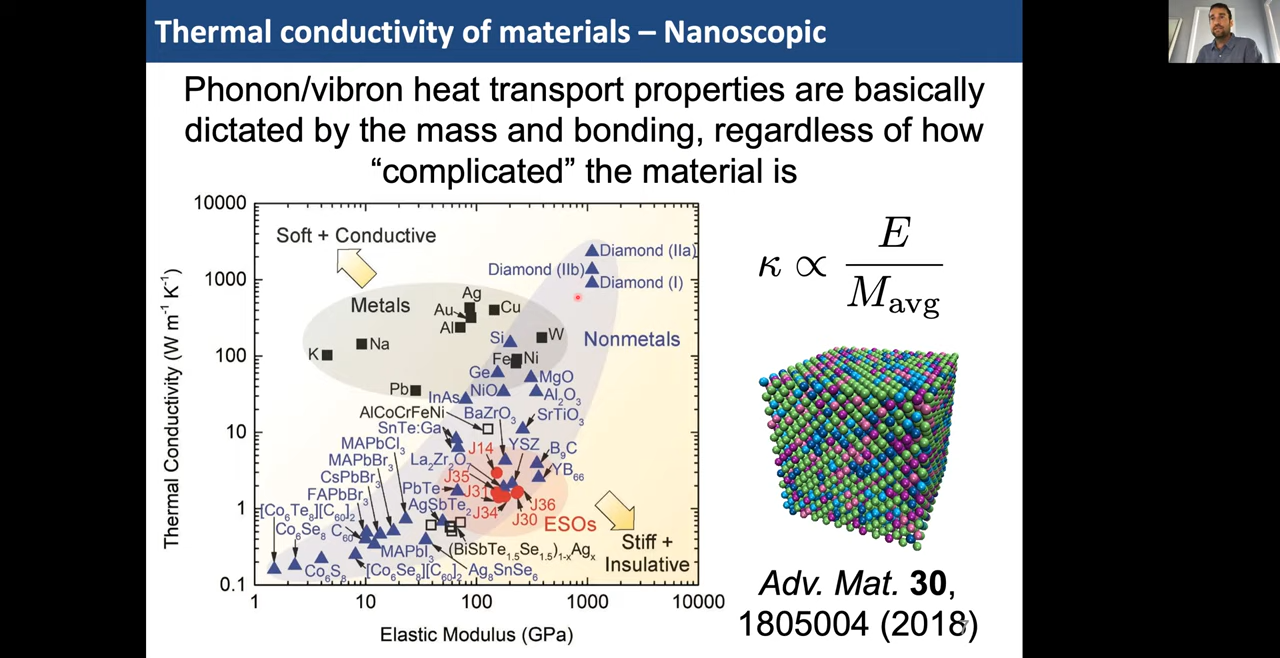 Thermal conductivity of materials – Nanoscopic
Phonon/vibron heat transport properties are basically
dictated by the mass and bonding, regardless of how
“complicated” the material is
10000
1000
100
10
1
0.1
Thermal Conductivity (W m⁻¹ K⁻¹)
Soft + Conductive
Diamond (IIa)
Diamond (IIb)
Diamond (I)
Metals
Ag
Au
Cu
Al
K
Na
Si
W
Nonmetals
Fe
Ni
Pb
Ge
MgO
InAs
NiO
Al₂O₃
AlCoCrFeNi
BaZrO₃
SrTiO₃
SnTe:Ga
MAPbCl₃
J14
YSZ
B₉C
MAPbBr₃
La₂Zr₂O
YB₆₆
CsPbBr₃
J35
FAPbBr₃
PbTe
J31
J36
AgSbTe₂
J34
J30
ESOs
[Co₆Te₈][C₆₀]₂
Co₆Se₈
C₆₀
Stiff +
Insulative
MAPbI₃
(BiSbTe₁.₅Se₁.₅)₁₋ₓAgₓ
Co₆S₈
[Co₆Se₈][C₆₀]₂
Ag₈SnSe₆
1
10
100
1000
10000
Elastic Modulus (GPa)
κ ∝ E / M_avg
Adv. Mat. 30,
1805004 (2018)